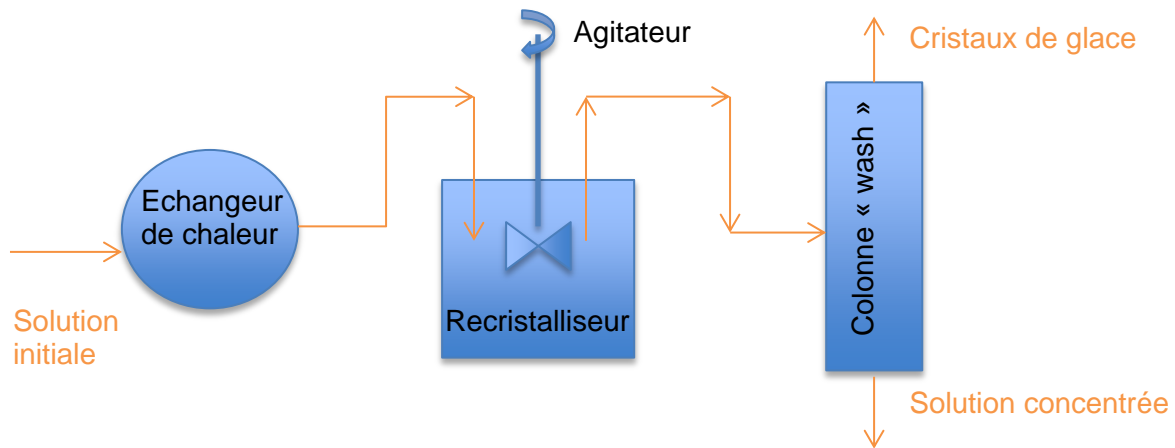 Agitateur
Cristaux de glace
Echangeur
de chaleur
Colonne « wash »
Solution
initiale
Recristalliseur
Solution concentrée